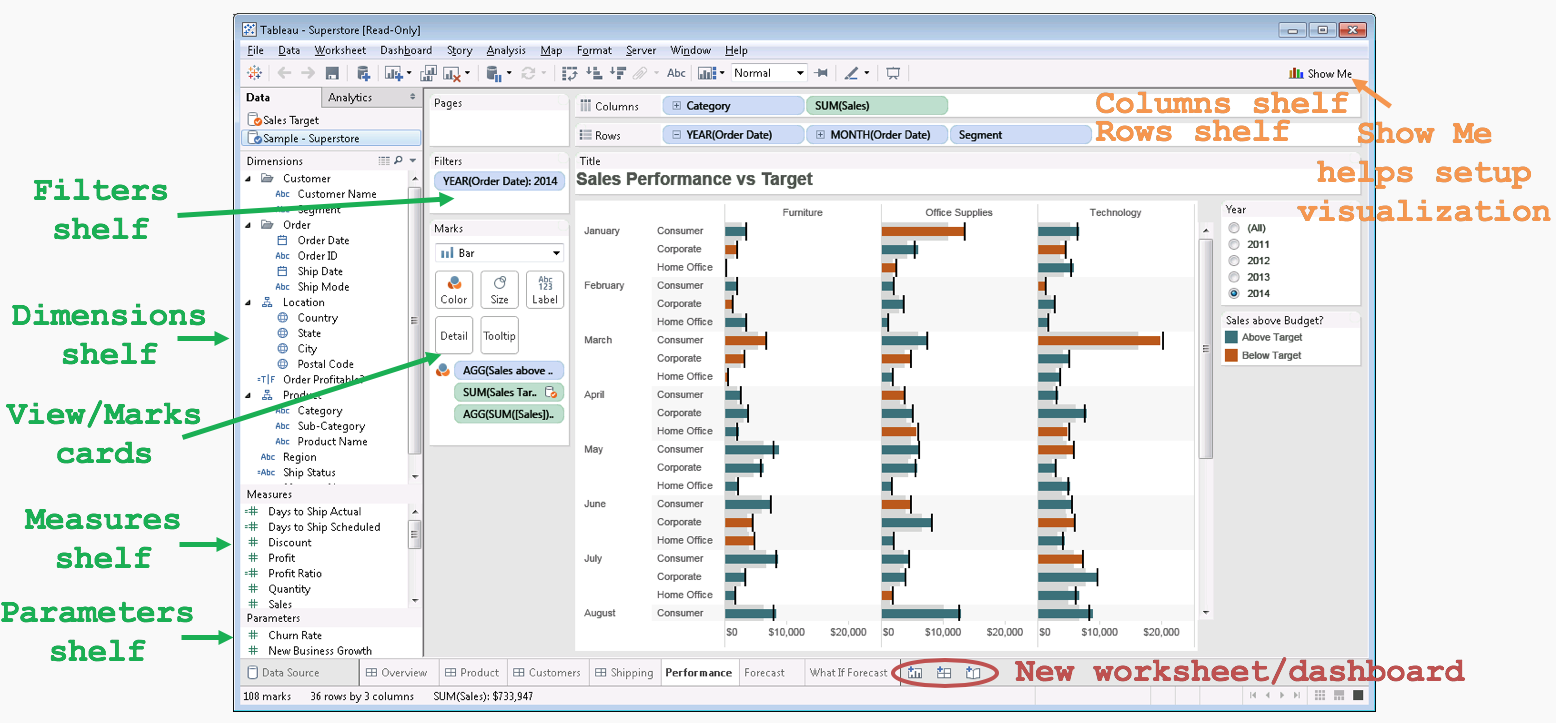 Tableau - Superstore [Read-Only]
File Data Worksheet Dashboard Story Analysis Map Format Server Window Help
Abc Normal Show Me
Data Analytics
Sales Target
Sample - Superstore
Dimensions
Customer
Abc Customer Name
Segment
Order
Order Date
Abc Order ID
Ship Date
Abc Ship Mode
Location
Country
State
City
Postal Code
=T|F Order Profitable?
Product
Abc Category
Abc Sub-Category
Abc Product Name
Abc Region
=Abc Ship Status
Measures
=# Days to Ship Actual
=# Days to Ship Scheduled
# Discount
# Profit
=# Profit Ratio
# Quantity
# Sales
Parameters
# Churn Rate
# New Business Growth
Pages
Filters
YEAR(Order Date): 2014
Marks
Bar
Color Size Abc 123 Label
Detail Tooltip
AGG(Sales above ..
SUM(Sales Tar..
AGG(SUM([Sales])..
Columns Category SUM(Sales)
Rows YEAR(Order Date) MONTH(Order Date) Segment
Title
Sales Performance vs Target
Furniture Office Supplies Technology
January Consumer
Corporate
Home Office
February Consumer
Corporate
Home Office
March Consumer
Corporate
Home Office
April Consumer
Corporate
Home Office
May Consumer
Corporate
Home Office
June Consumer
Corporate
Home Office
July Consumer
Corporate
Home Office
August Consumer
$0 $10,000 $20,000 $0 $10,000 $20,000 $0 $10,000 $20,000
Year
(All)
2011
2012
2013
2014
Sales above Budget?
Above Target
Below Target
Data Source Overview Product Customers Shipping Performance Forecast What If Forecast
108 marks 36 rows by 3 columns SUM(Sales): $733,947
Filters
shelf
Dimensions
shelf
View/Marks
cards
Measures
shelf
Parameters
shelf
Columns shelf
Rows shelf
Show Me
helps setup
visualization
New worksheet/dashboard